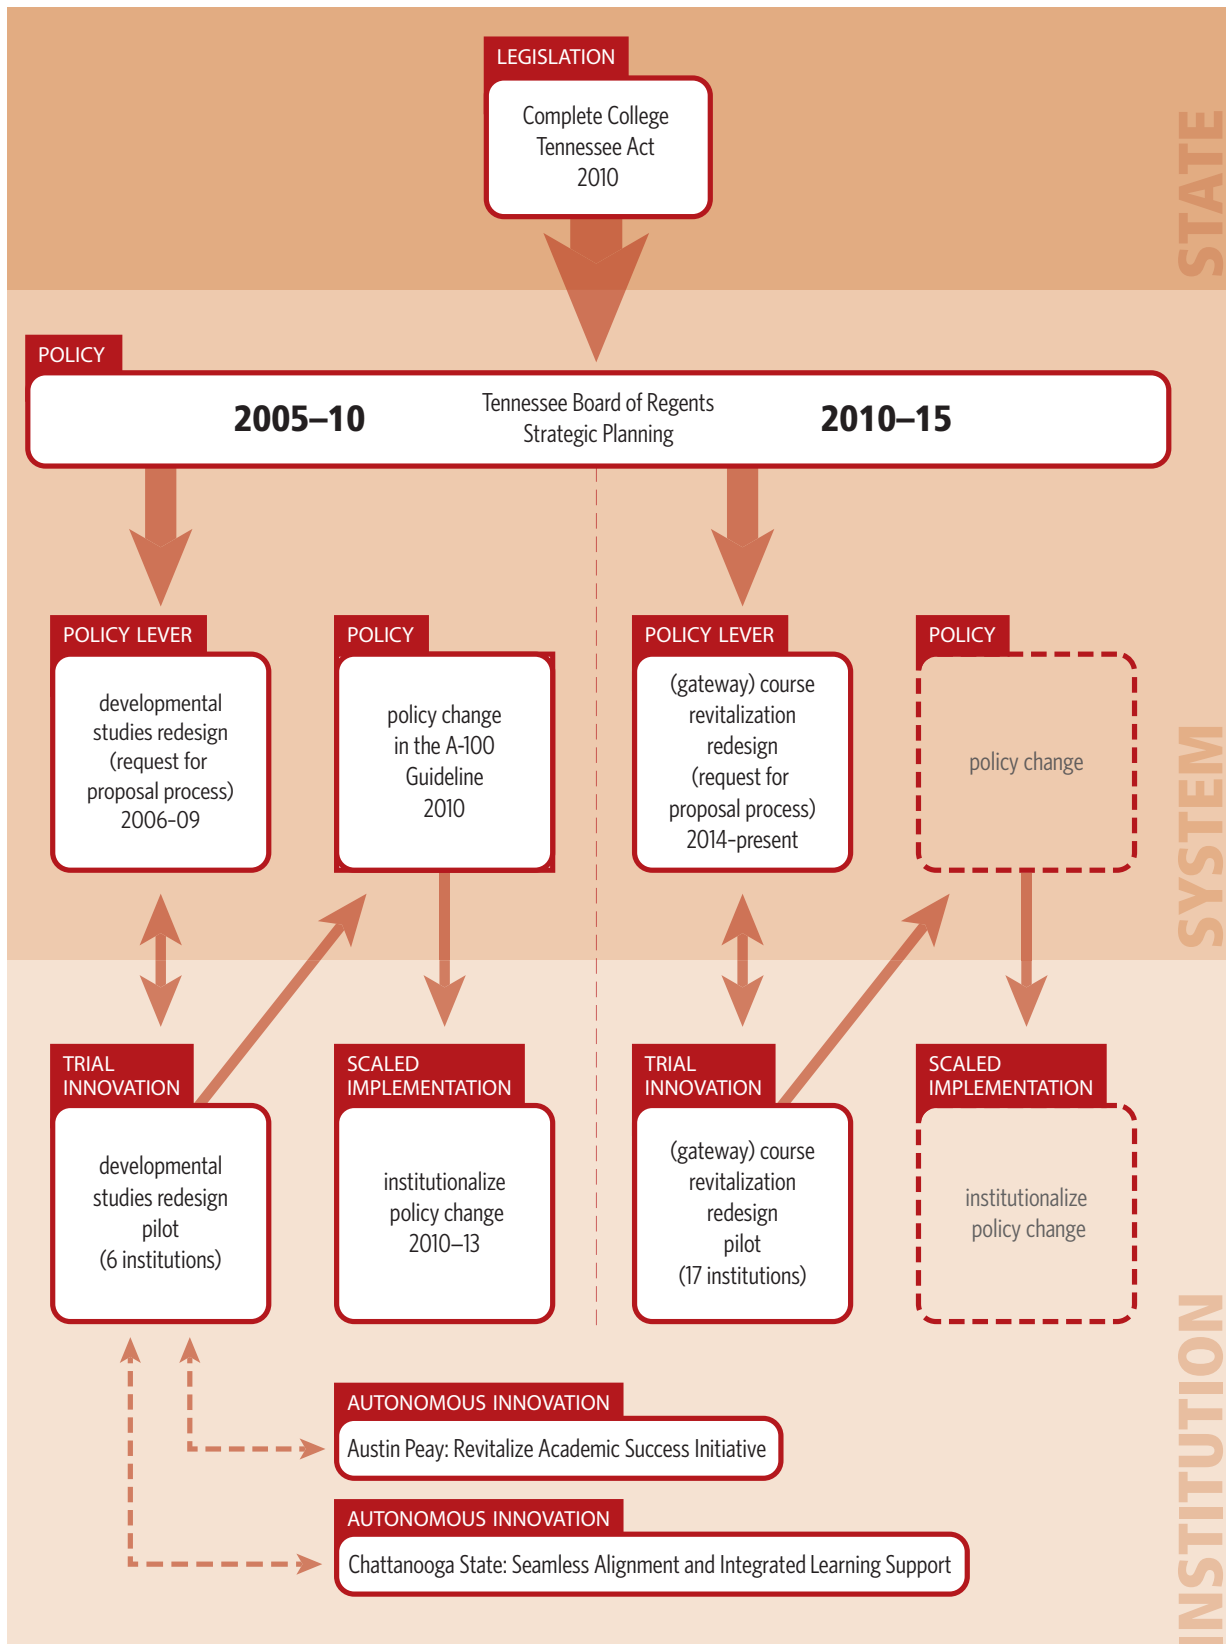 LEGISLATION
Complete College
Tennessee Act
2010
STATE
POLICY
2005–10
Tennessee Board of Regents
Strategic Planning
2010–15
POLICY LEVER
developmental
studies redesign
(request for
proposal process)
2006–09
POLICY
policy change
in the A-100
Guideline
2010
POLICY LEVER
(gateway) course
revitalization
redesign
(request for
proposal process)
2014–present
POLICY
policy change
SYSTEM
TRIAL
INNOVATION
developmental
studies redesign
pilot
(6 institutions)
SCALED
IMPLEMENTATION
institutionalize
policy change
2010–13
TRIAL
INNOVATION
(gateway) course
revitalization
redesign
pilot
(17 institutions)
SCALED
IMPLEMENTATION
institutionalize
policy change
INSTITUTION
AUTONOMOUS INNOVATION
Austin Peay: Revitalize Academic Success Initiative
AUTONOMOUS INNOVATION
Chattanooga State: Seamless Alignment and Integrated Learning Support